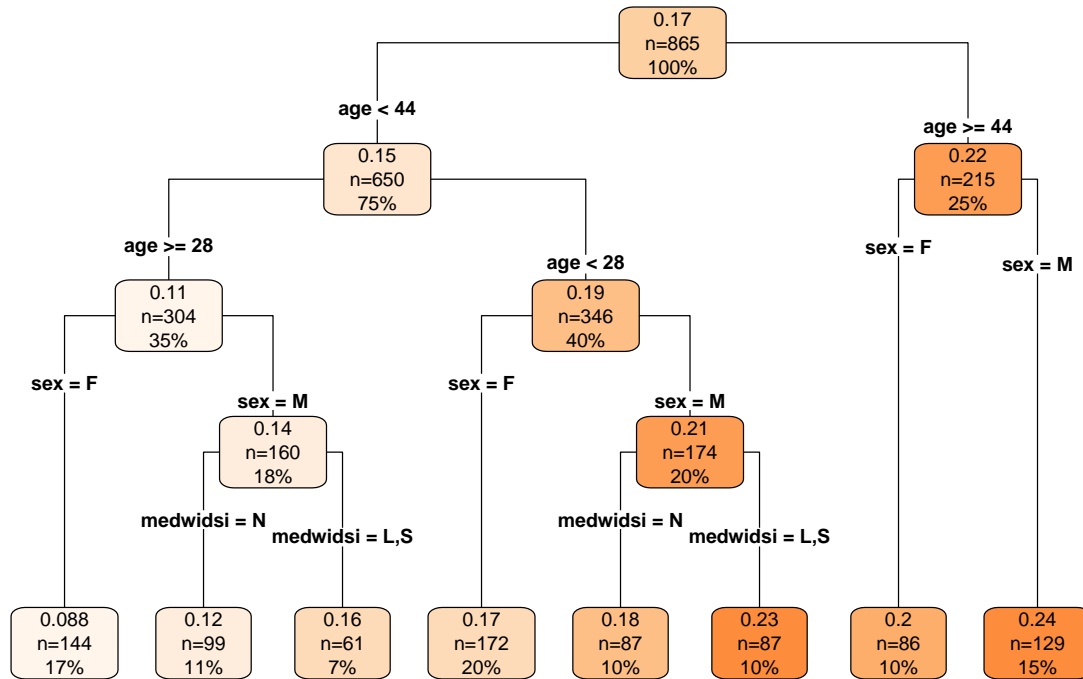 0.17
n=865
100%
age < 44
age >= 44
0.15
n=650
75%
0.22
n=215
25%
age >= 28
age < 28
sex = F
sex = M
0.11
n=304
35%
0.19
n=346
40%
sex = F
sex = M
sex = F
sex = M
0.14
n=160
18%
0.21
n=174
20%
medwidsi = N
medwidsi = L,S
medwidsi = N
medwidsi = L,S
0.088
n=144
17%
0.12
n=99
11%
0.16
n=61
7%
0.17
n=172
20%
0.18
n=87
10%
0.23
n=87
10%
0.2
n=86
10%
0.24
n=129
15%